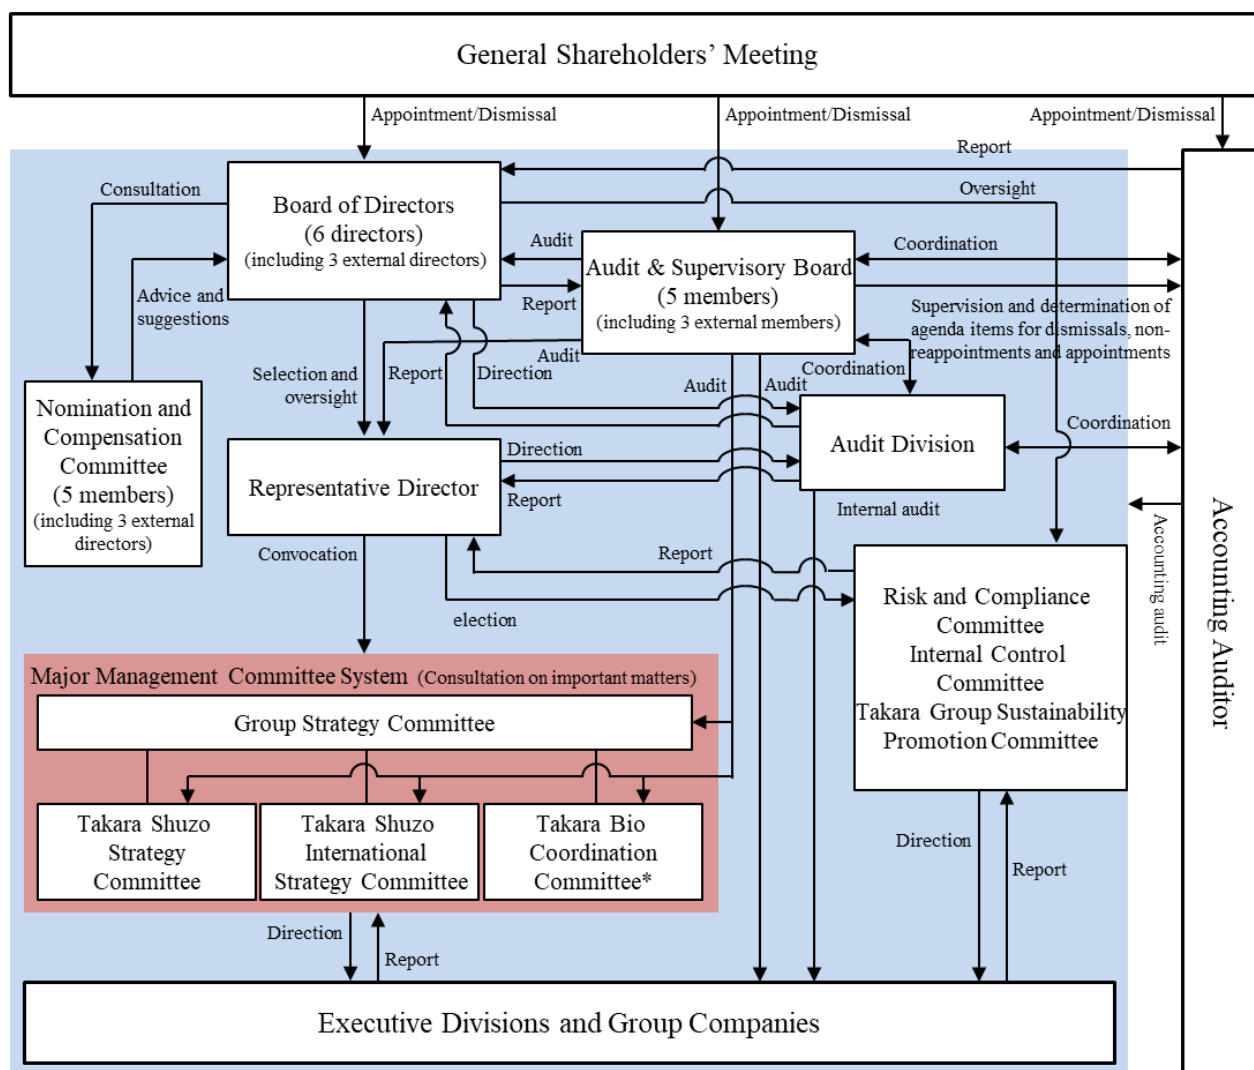 General Shareholders’ Meeting
Appointment/Dismissal
Appointment/Dismissal
Appointment/Dismissal
Report
Consultation
Oversight
Board of Directors
(6 directors)
(including 3 external directors)
Audit
Report
Audit & Supervisory Board
(5 members)
(including 3 external members)
Coordination
Supervision and determination of
agenda items for dismissals, non-
reappointments and appointments
Advice and
suggestions
Selection and
oversight
Report
Direction
Audit
Audit
Audit
Coordination
Nomination and
Compensation
Committee
(5 members)
(including 3 external
directors)
Audit Division
Coordination
Representative Director
Direction
Report
Internal audit
Accounting audit
Accounting Auditor
Convocation
Report
election
Risk and Compliance
Committee
Internal Control
Committee
Takara Group Sustainability
Promotion Committee
Major Management Committee System (Consultation on important matters)
Group Strategy Committee
Takara Shuzo
Strategy
Committee
Takara Shuzo
International
Strategy Committee
Takara Bio
Coordination
Committee*
Direction
Report
Direction
Report
Executive Divisions and Group Companies